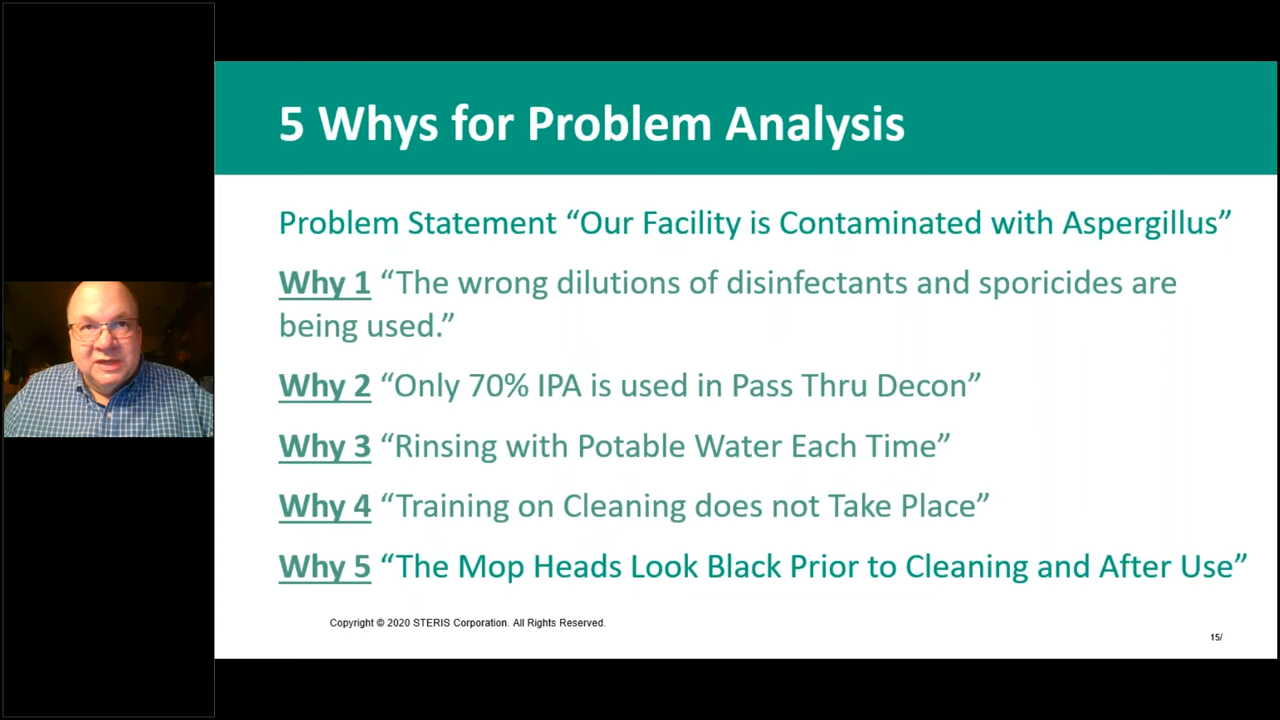 5 Whys for Problem Analysis
Problem Statement “Our Facility is Contaminated with Aspergillus”
Why 1 “The wrong dilutions of disinfectants and sporicides are
being used.”
Why 2 “Only 70% IPA is used in Pass Thru Decon”
Why 3 “Rinsing with Potable Water Each Time”
Why 4 “Training on Cleaning does not Take Place”
Why 5 “The Mop Heads Look Black Prior to Cleaning and After Use”
Copyright © 2020 STERIS Corporation. All Rights Reserved.
15/